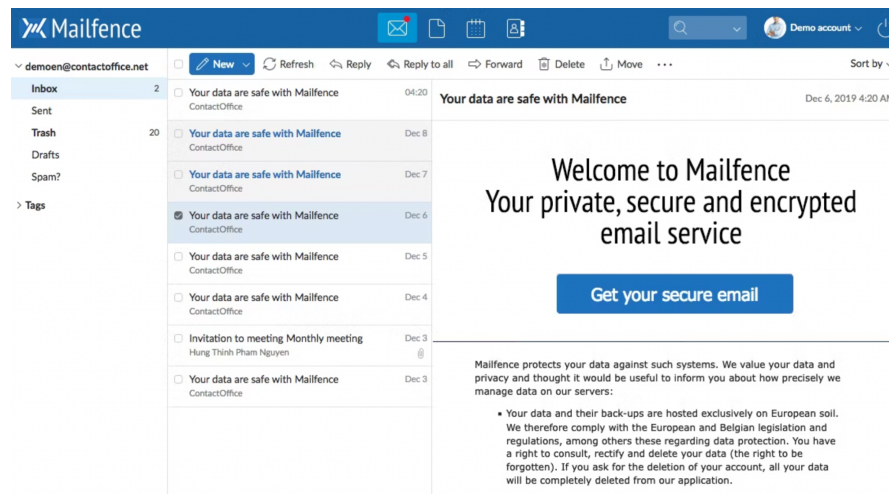 Mailfence
Demo account
demoen@contactoffice.net
New
Refresh
Reply
Reply to all
Forward
Delete
Move
...
Sort by
Inbox 2
Sent
Trash 20
Drafts
Spam?
Tags
Your data are safe with Mailfence 04:20
ContactOffice
Your data are safe with Mailfence Dec 8
ContactOffice
Your data are safe with Mailfence Dec 7
ContactOffice
Your data are safe with Mailfence Dec 6
ContactOffice
Your data are safe with Mailfence Dec 5
ContactOffice
Your data are safe with Mailfence Dec 4
ContactOffice
Invitation to meeting Monthly meeting Dec 3
Hung Thinh Pham Nguyen
Your data are safe with Mailfence Dec 3
ContactOffice
Your data are safe with Mailfence Dec 6, 2019 4:20 AM
Welcome to Mailfence
Your private, secure and encrypted
email service
Get your secure email
Mailfence protects your data against such systems. We value your data and
privacy and thought it would be useful to inform you about how precisely we
manage data on our servers:
▪ Your data and their back-ups are hosted exclusively on European soil.
We therefore comply with the European and Belgian legislation and
regulations, among others these regarding data protection. You have
a right to consult, rectify and delete your data (the right to be
forgotten). If you ask for the deletion of your account, all your data
will be completely deleted from our application.